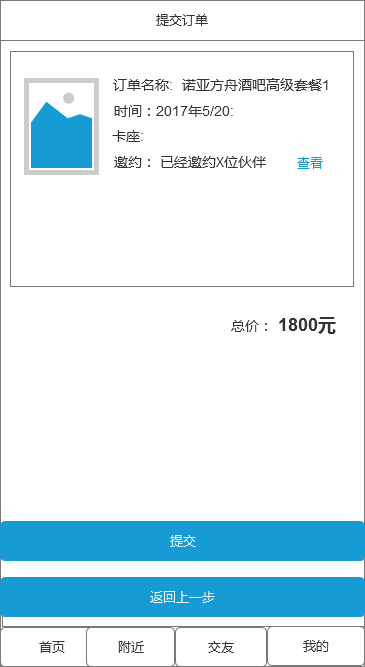 提交订单
订单名称: 诺亚方舟酒吧高级套餐1
时间：2017年5/20:
卡座:
邀约： 已经邀约X位伙伴 查看
总价： 1800元
提交
返回上一步
首页 附近 交友 我的